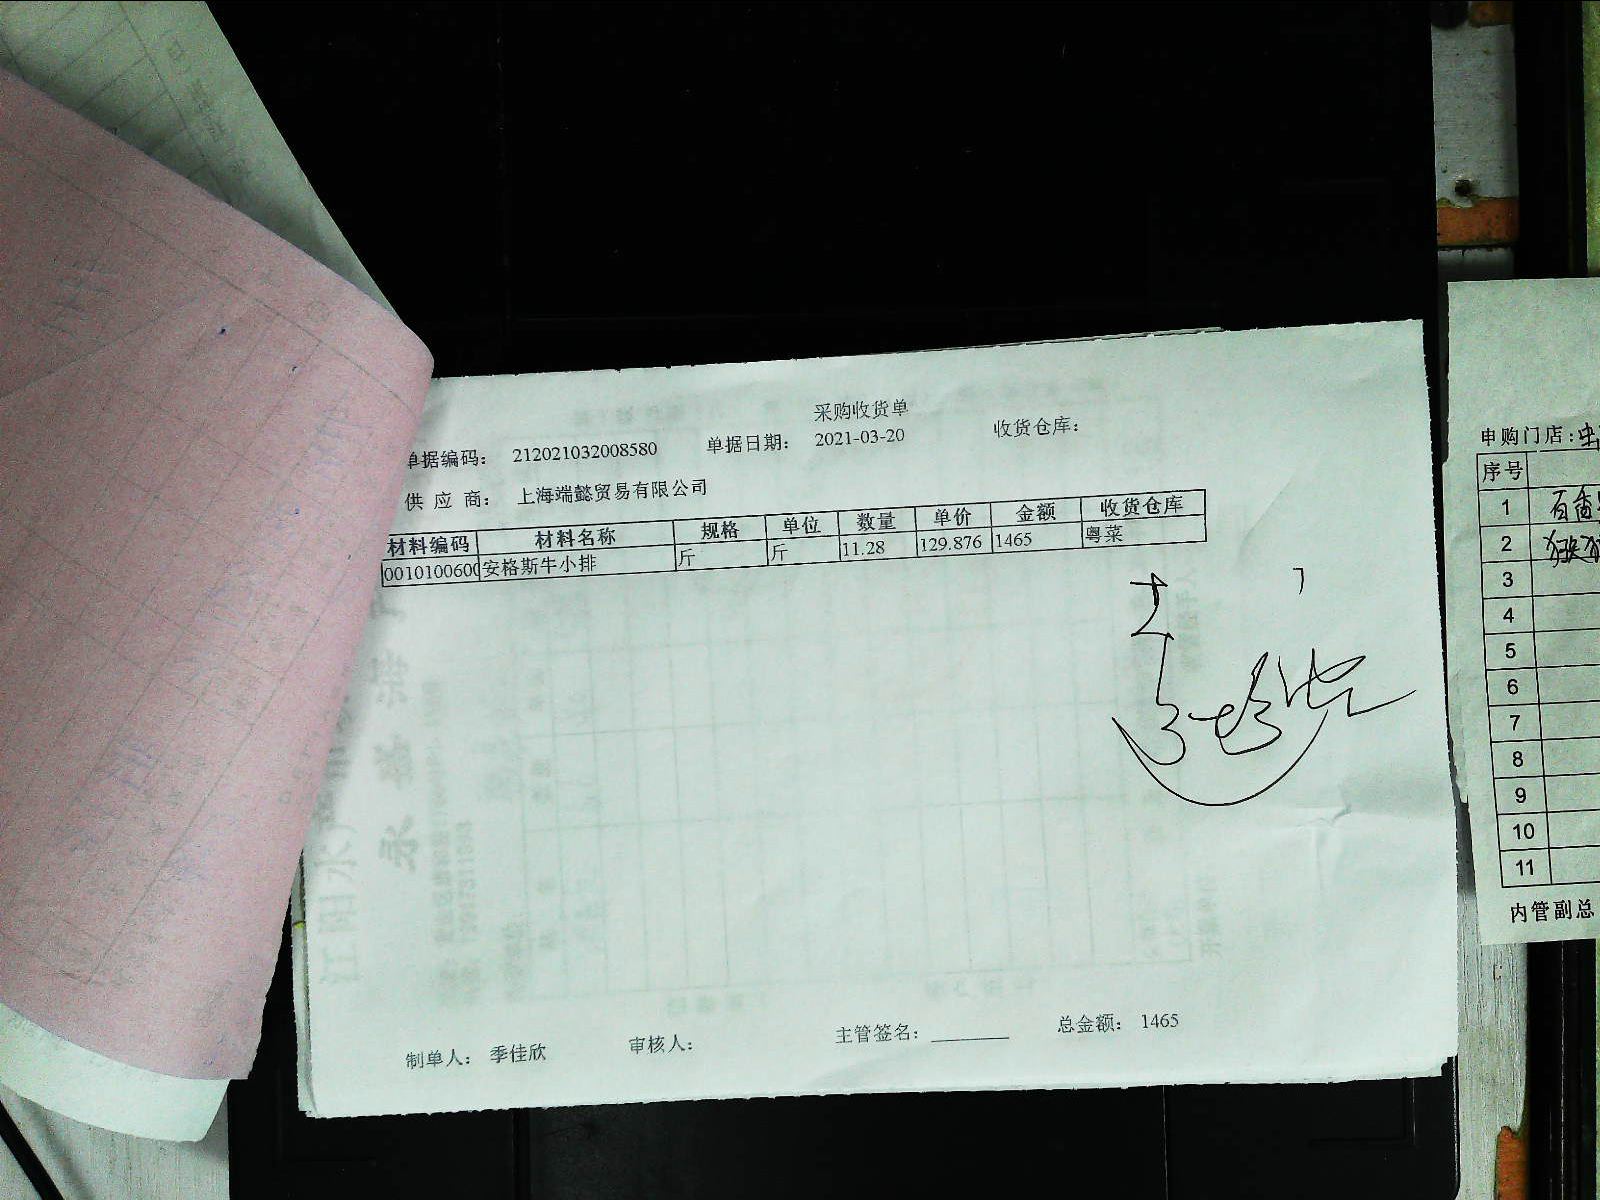 采购收货单
单据编码： 212021032008580 单据日期： 2021-03-20 收货仓库：
供 应 商： 上海端懿贸易有限公司
材料编码 材料名称 规格 单位 数量 单价 金额 收货仓库
0010100600 安格斯牛小排 斤 斤 11.28 129.876 1465 粤菜
制单人： 季佳欣 审核人： 主管签名： 总金额： 1465
申购门店：
序号
1 百香
2
3
4
5
6
7
8
9
10
11
内管副总